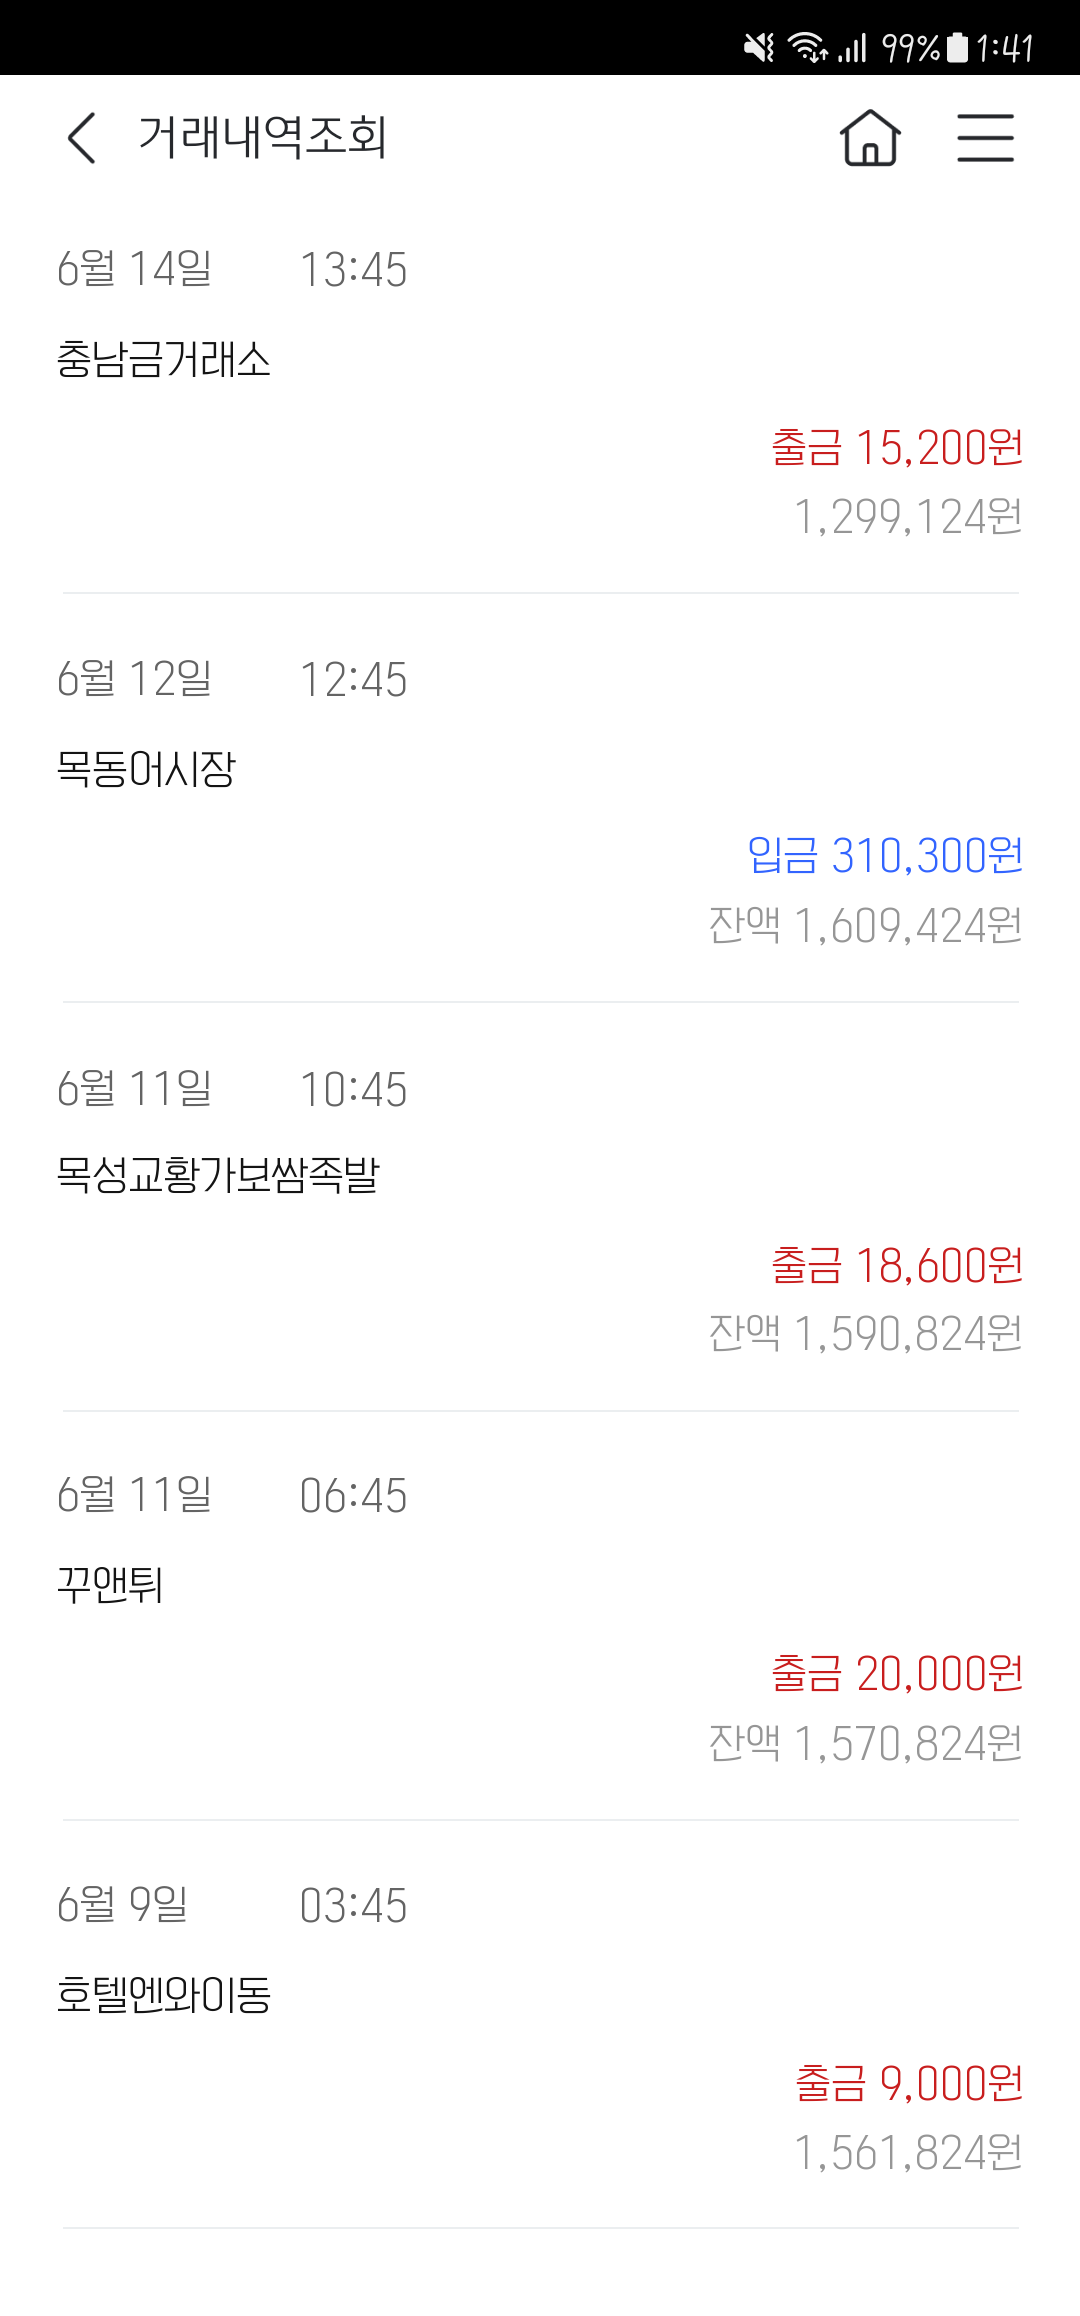 99% 1:41
거래내역조회
6월 14일 13:45
충남금거래소
출금 15,200원
1,299,124원
6월 12일 12:45
목동어시장
입금 310,300원
잔액 1,609,424원
6월 11일 10:45
목성교황가보쌈족발
출금 18,600원
잔액 1,590,824원
6월 11일 06:45
꾸앤튀
출금 20,000원
잔액 1,570,824원
6월 9일 03:45
호텔엔와이동
출금 9,000원
1,561,824원